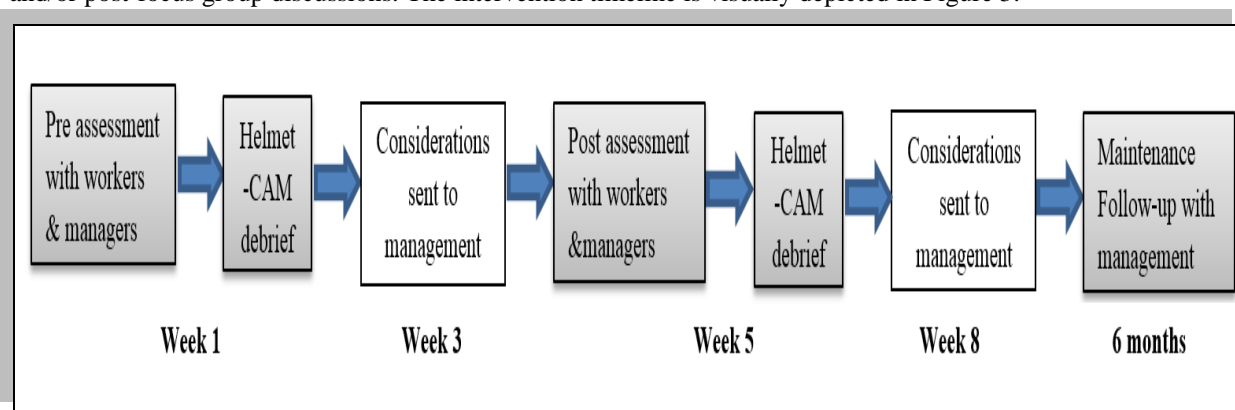 and/or post focus group discussions. The intervention timeline is visually depicted in Figure 3.
Pre assessment
with workers
& managers
Helmet
-CAM
debrief
Considerations
sent to
management
Post assessment
with workers
&managers
Helmet
-CAM
debrief
Considerations
sent to
management
Maintenance
Follow-up with
management
Week 1
Week 3
Week 5
Week 8
6 months